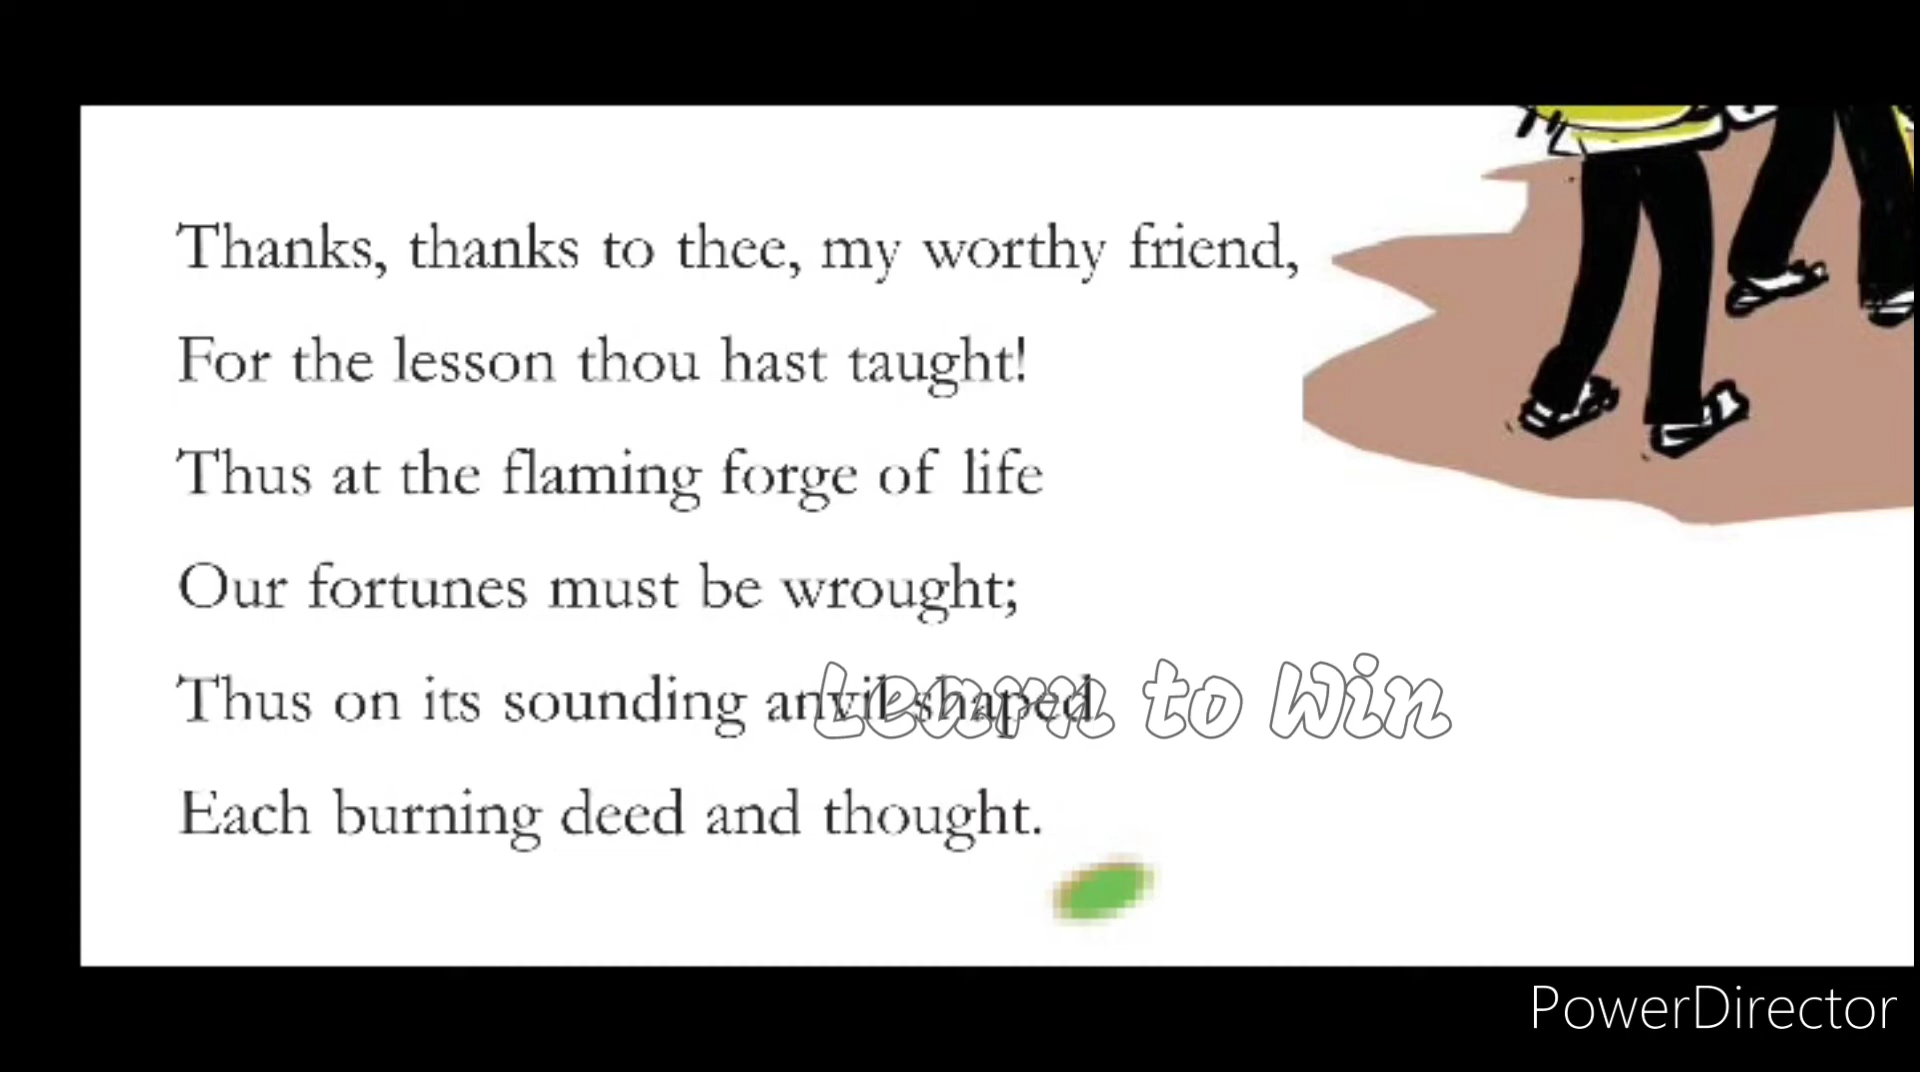 Thanks, thanks to thee, my worthy friend,
For the lesson thou hast taught!
Thus at the flaming forge of life
Our fortunes must be wrought;
Thus on its sounding anvil shaped
Learn to Win
Each burning deed and thought.
PowerDirector